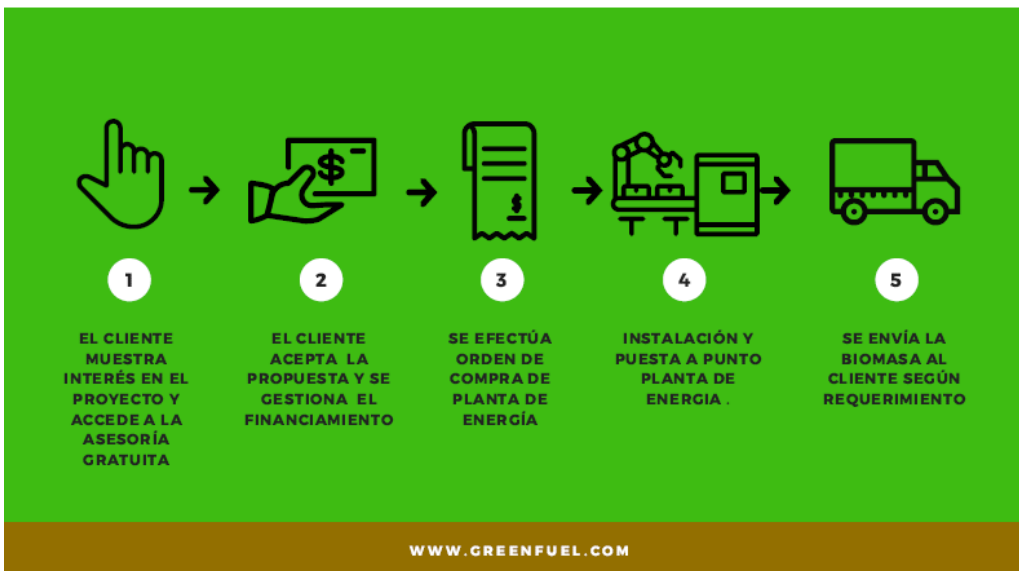 1
EL CLIENTE
MUESTRA
INTERÉS EN EL
PROYECTO Y
ACCEDE A LA
ASESORÍA
GRATUITA
$
2
EL CLIENTE
ACEPTA LA
PROPUESTA Y SE
GESTIONA EL
FINANCIAMIENTO
$
3
SE EFECTÚA
ORDEN DE
COMPRA DE
PLANTA DE
ENERGÍA
4
INSTALACIÓN Y
PUESTA A PUNTO
PLANTA DE
ENERGIA .
5
SE ENVÍA LA
BIOMASA AL
CLIENTE SEGÚN
REQUERIMIENTO
WWW.GREENFUEL.COM